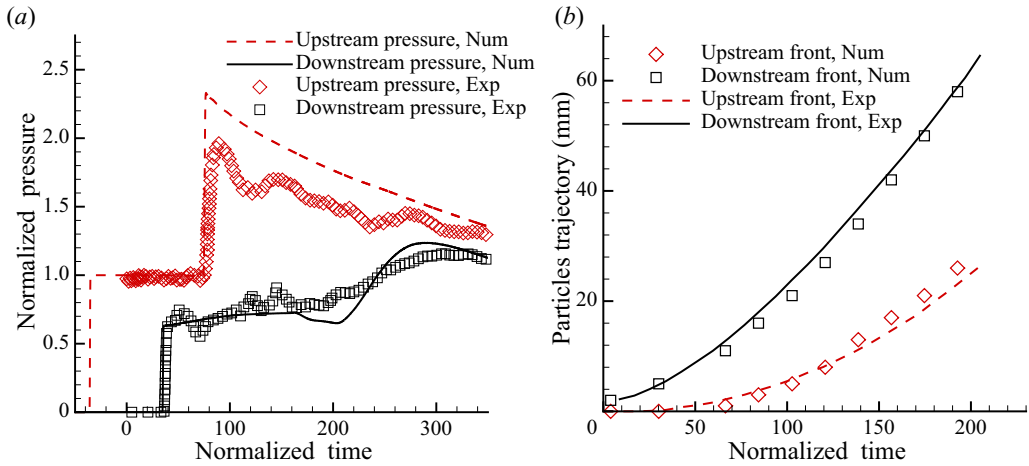 (a)
Upstream pressure, Num
Downstream pressure, Num
Upstream pressure, Exp
Downstream pressure, Exp
2.5
2.0
1.5
1.0
0.5
0
Normalized pressure
0 100 200 300
Normalized time
(b)
Upstream front, Num
Downstream front, Num
Upstream front, Exp
Downstream front, Exp
60
40
20
Particles trajectory (mm)
0 50 100 150 200
Normalized time